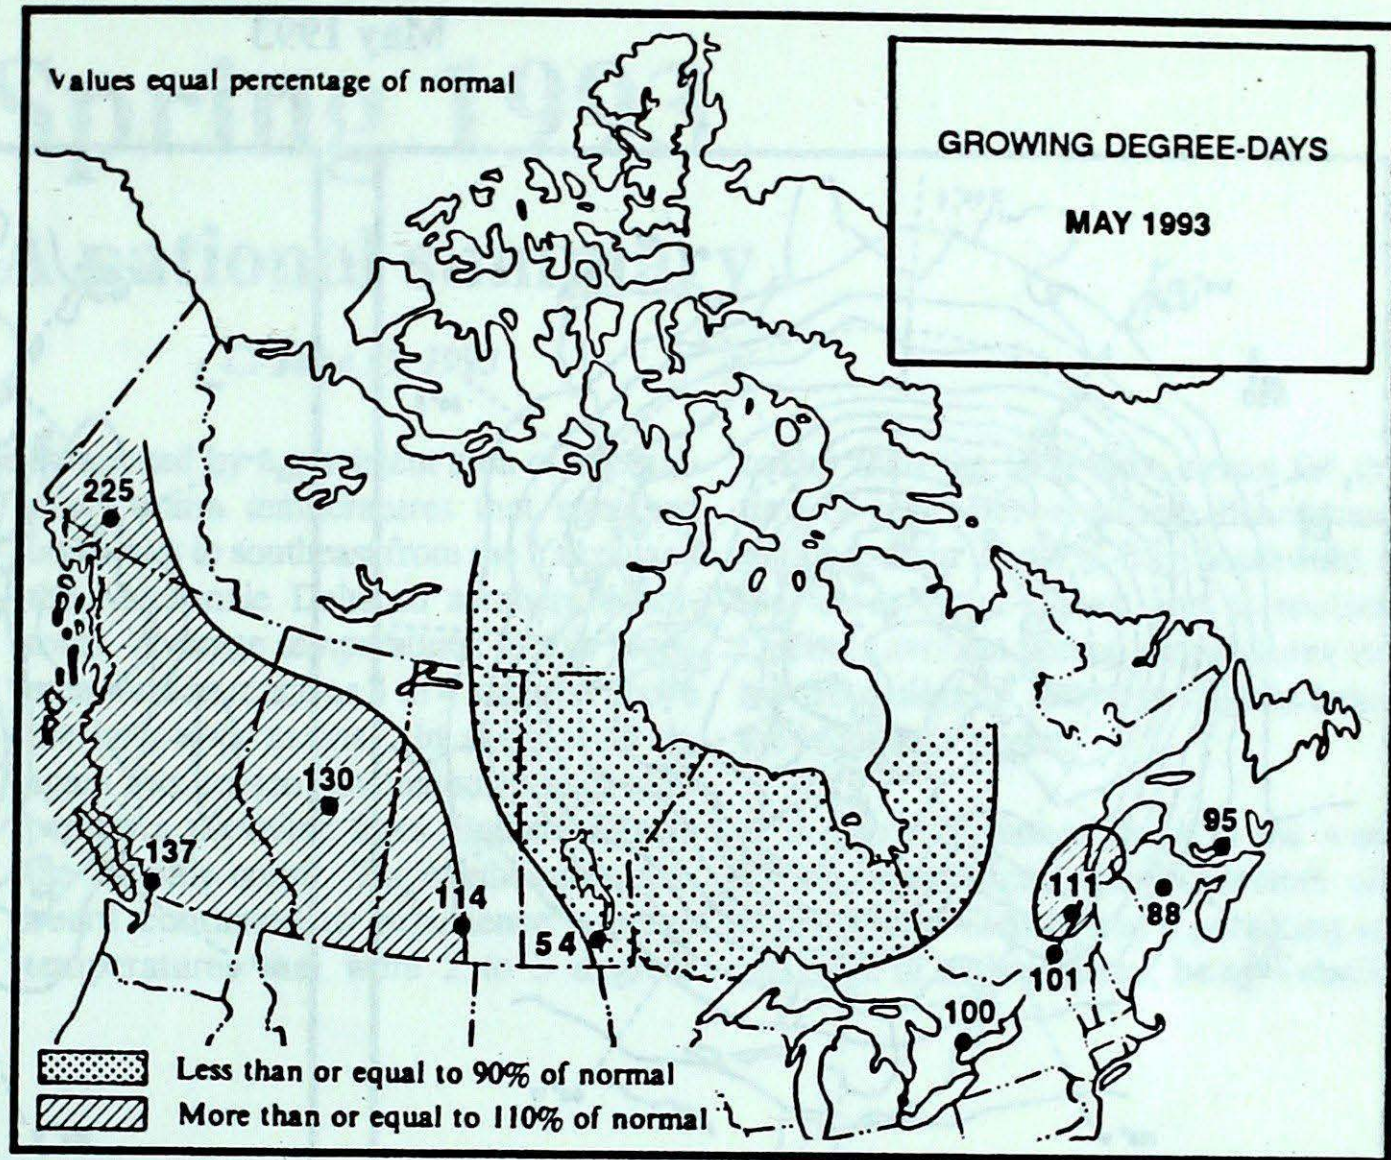 Values equal percentage of normal
GROWING DEGREE-DAYS
MAY 1993
225
130
137
114
54
111
101
100
95
88
Less than or equal to 90% of normal
More than or equal to 110% of normal